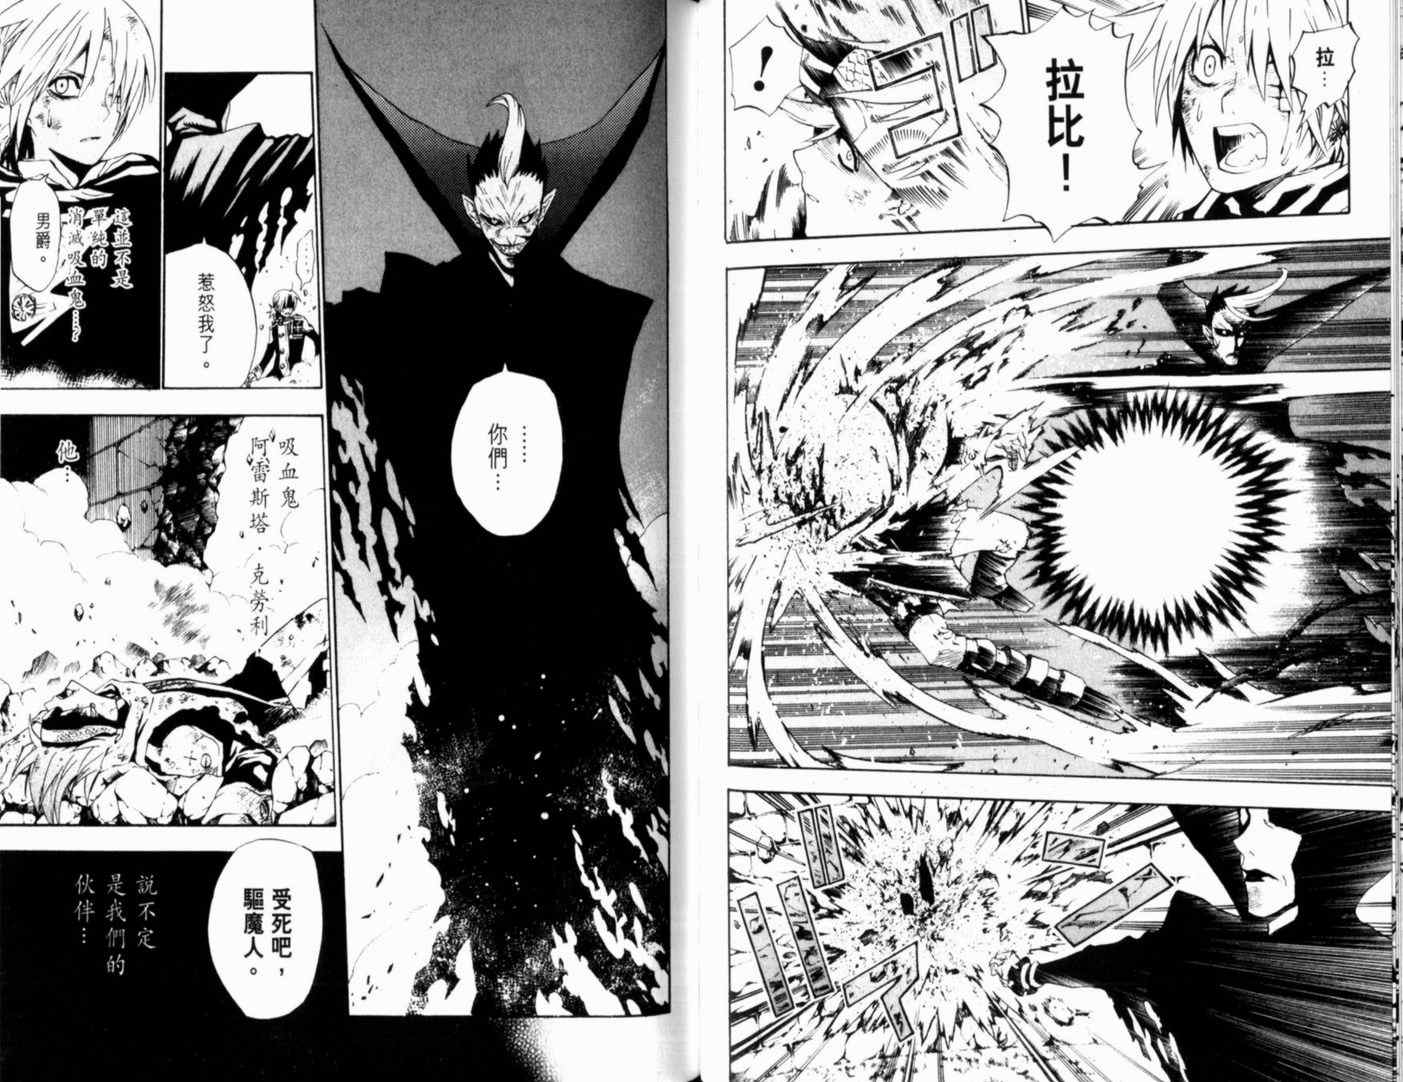 拉…
拉比！
！
……
你們…
……
惹怒我了。
男爵。
這並不是
單純的
消滅吸血鬼…？
吸血鬼
阿雷斯塔·克勞利
他…
受死吧，
驅魔人。
說不定
是我們的
伙伴…